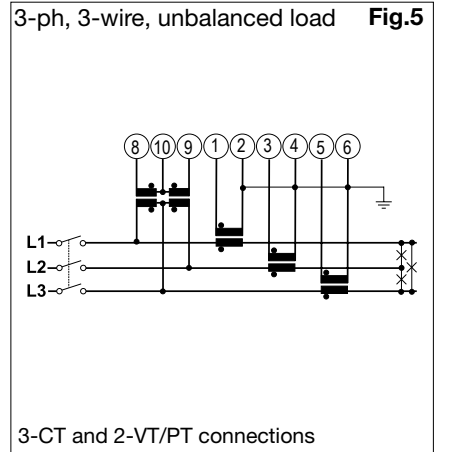 3-ph, 3-wire, unbalanced load Fig.5
8 10 9 1 2 3 4 5 6
L1
L2
L3
3-CT and 2-VT/PT connections